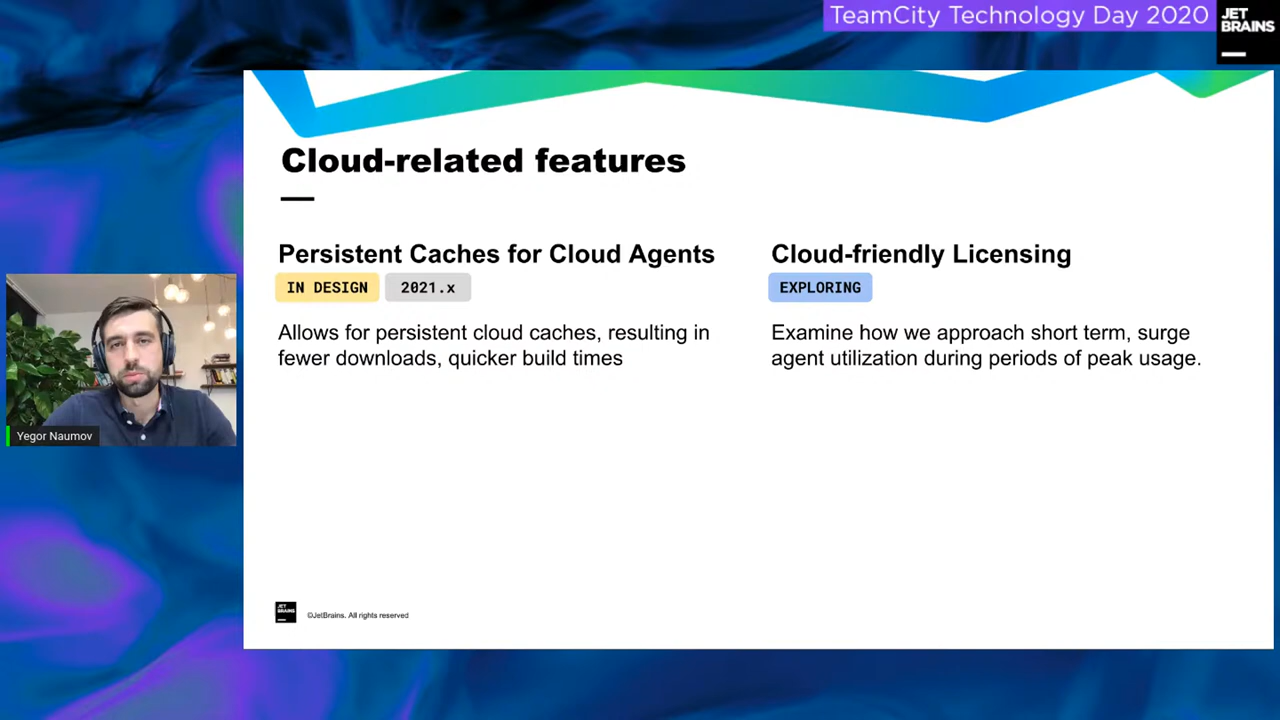 TeamCity Technology Day 2020
JET
BRAINS
Cloud-related features
Persistent Caches for Cloud Agents
IN DESIGN
2021.x
Allows for persistent cloud caches, resulting in
fewer downloads, quicker build times
Cloud-friendly Licensing
EXPLORING
Examine how we approach short term, surge
agent utilization during periods of peak usage.
Yegor Naumov
JET
BRAINS
©JetBrains. All rights reserved